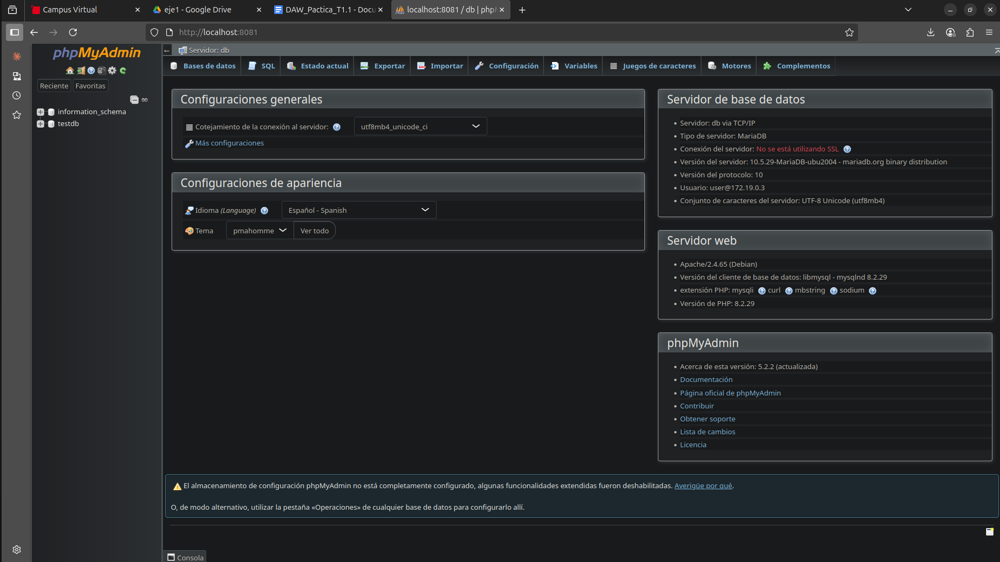 Campus Virtual
eje1 - Google Drive
DAW_Pactica_T1.1 - Docu
localhost:8081 / db | phpM
http://localhost:8081
phpMyAdmin
Reciente
Favoritas
information_schema
testdb
Servidor: db
Bases de datos
SQL
Estado actual
Exportar
Importar
Configuración
Variables
Juegos de caracteres
Motores
Complementos
Configuraciones generales
Cotejamiento de la conexión al servidor:
utf8mb4_unicode_ci
Más configuraciones
Configuraciones de apariencia
Idioma (Language)
Español - Spanish
Tema
pmahomme
Ver todo
Servidor de base de datos
Servidor: db via TCP/IP
Tipo de servidor: MariaDB
Conexión del servidor: No se está utilizando SSL
Versión del servidor: 10.5.29-MariaDB-ubu2004 - mariadb.org binary distribution
Versión del protocolo: 10
Usuario: user@172.19.0.3
Conjunto de caracteres del servidor: UTF-8 Unicode (utf8mb4)
Servidor web
Apache/2.4.65 (Debian)
Versión del cliente de base de datos: libmysql - mysqlnd 8.2.29
extensión PHP: mysqli curl mbstring sodium
Versión de PHP: 8.2.29
phpMyAdmin
Acerca de esta versión: 5.2.2 (actualizada)
Documentación
Página oficial de phpMyAdmin
Contribuir
Obtener soporte
Lista de cambios
Licencia
El almacenamiento de configuración phpMyAdmin no está completamente configurado, algunas funcionalidades extendidas fueron deshabilitadas. Averigüe por qué.
O, de modo alternativo, utilizar la pestaña «Operaciones» de cualquier base de datos para configurarlo allí.
Consola